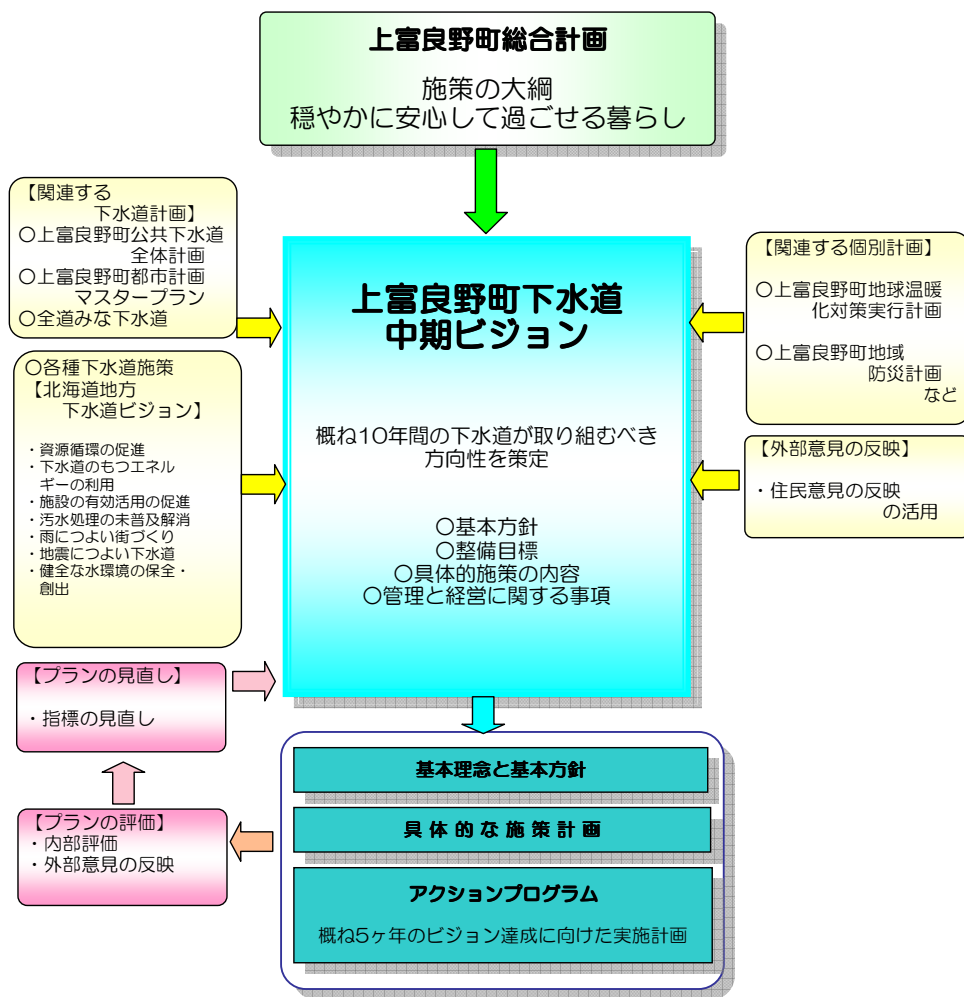 上富良野町総合計画
施策の大綱
穏やかに安心して過ごせる暮らし
【関連する
下水道計画】
〇上富良野町公共下水道
全体計画
〇上富良野町都市計画
マスタープラン
〇全道みな下水道
〇各種下水道施策
【北海道地方
下水道ビジョン】
・資源循環の促進
・下水道のもつエネル
ギーの利用
・施設の有効活用の促進
・汚水処理の未普及解消
・雨につよい街づくり
・地震につよい下水道
・健全な水環境の保全・
創出
上富良野町下水道
中期ビジョン
概ね10年間の下水道が取り組むべき
方向性を策定
〇基本方針
〇整備目標
〇具体的施策の内容
〇管理と経営に関する事項
【関連する個別計画】
〇上富良野町地球温暖
化対策実行計画
〇上富良野町地域
防災計画
など
【外部意見の反映】
・住民意見の反映
の活用
【プランの見直し】
・指標の見直し
【プランの評価】
・内部評価
・外部意見の反映
基本理念と基本方針
具体的な施策計画
アクションプログラム
概ね5ヶ年のビジョン達成に向けた実施計画